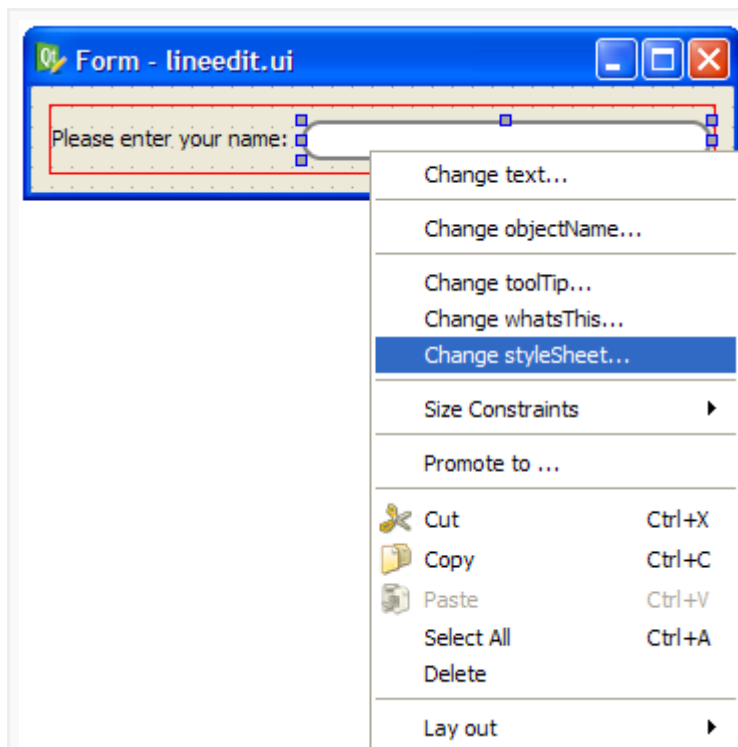 Qt Form - lineedit.ui
Please enter your name:
Change text...
Change objectName...
Change toolTip...
Change whatsThis...
Change styleSheet...
Size Constraints
Promote to ...
Cut Ctrl+X
Copy Ctrl+C
Paste Ctrl+V
Select All Ctrl+A
Delete
Lay out